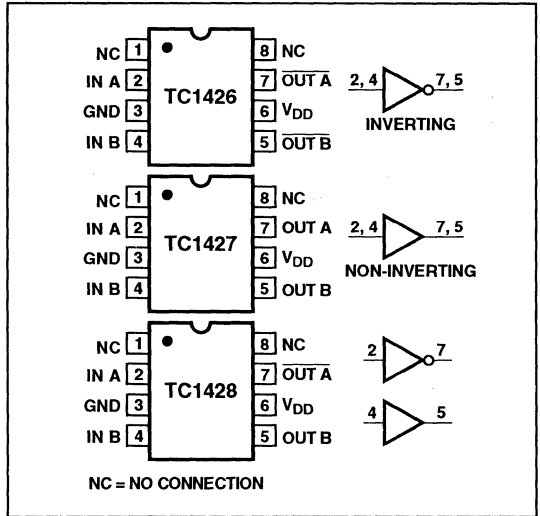 NC 1 8 NC
IN A 2 7 OUT A 2, 4 7, 5
TC1426
GND 3 6 VDD
INVERTING
IN B 4 5 OUT B
NC 1 8 NC
IN A 2 7 OUT A 2, 4 7, 5
TC1427
GND 3 6 VDD
NON-INVERTING
IN B 4 5 OUT B
NC 1 8 NC 2 7
IN A 2 7 OUT A
TC1428
GND 3 6 VDD 4 5
IN B 4 5 OUT B
NC = NO CONNECTION